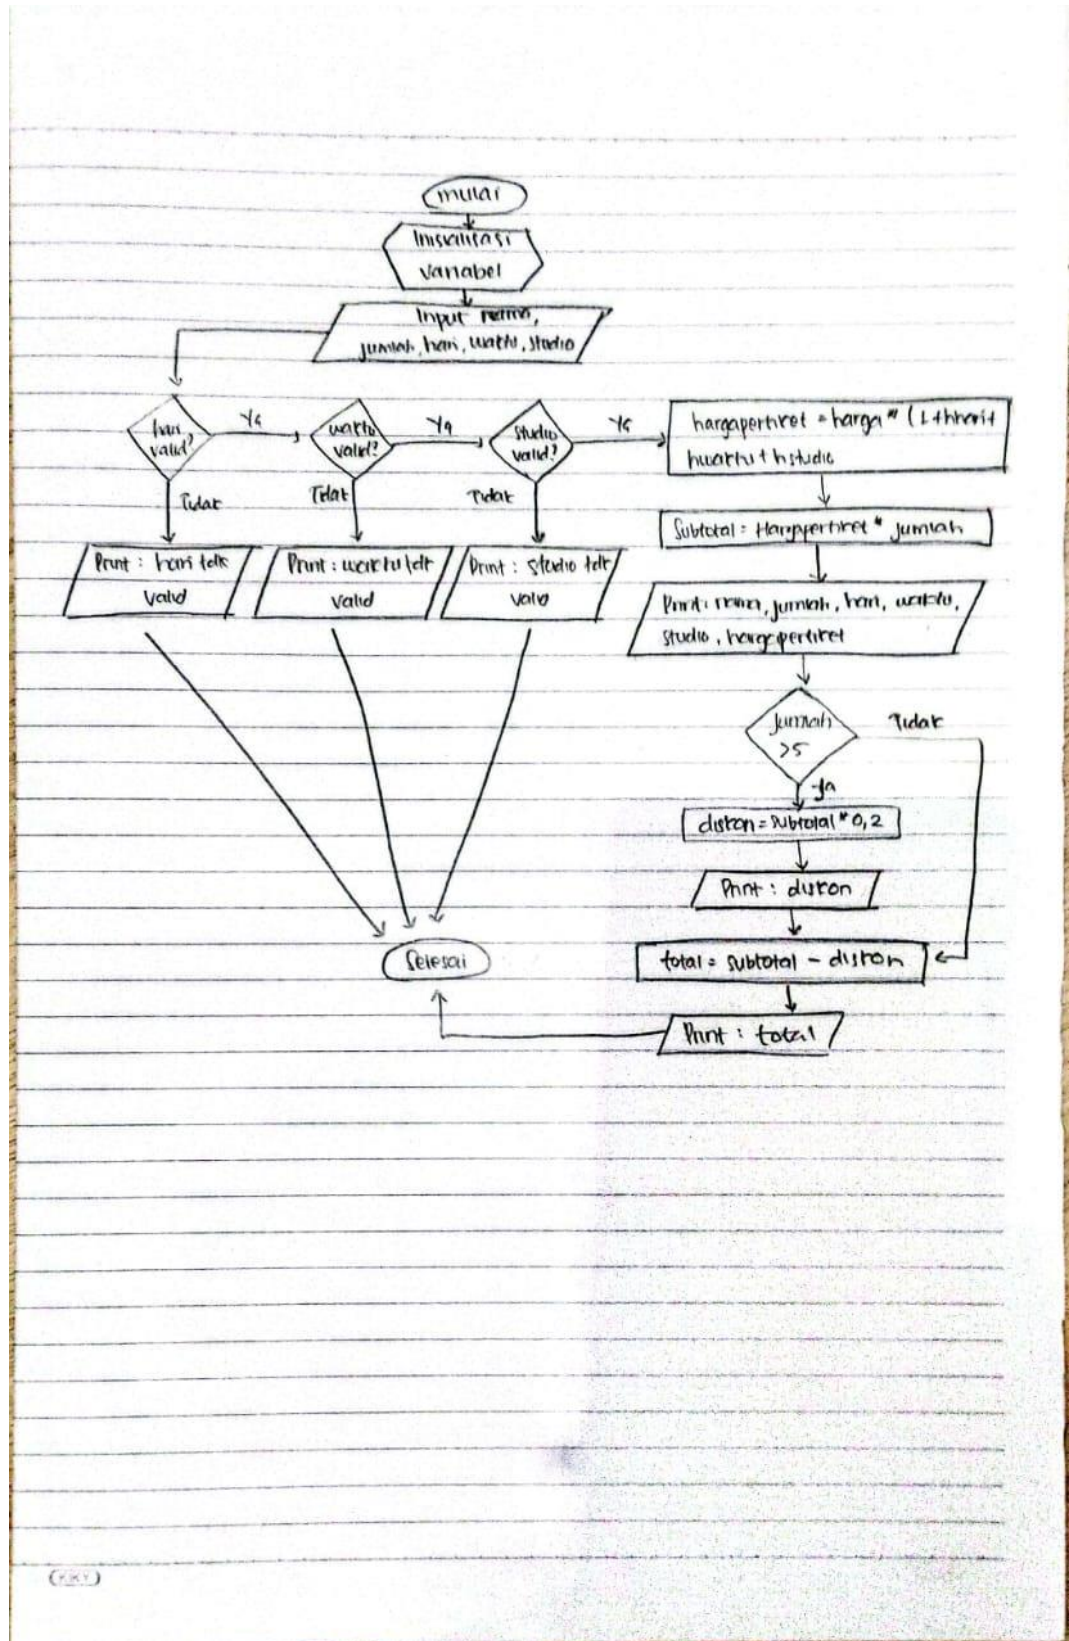 mulai
Inisialisasi
variabel
Input nama,
jumlah, hari, waktu, studio
hari
valid?
Ya
waktu
valid?
Ya
studio
valid?
Ya
hargapertiket = harga * (1+hhari+
hwaktu + hstudio
Tidak
Tidak
Tidak
Subtotal = Hargapertiket * jumlah
Print : hari tdk
valid
Print : waktu tdk
valid
Print : studio tdk
valid
Print : nama, jumlah, hari, waktu,
studio, hargapertiket
jumlah
>5
Tidak
ya
diskon = subtotal * 0,2
Print : diskon
Selesai
total = subtotal - diskon
Print : total
KKY